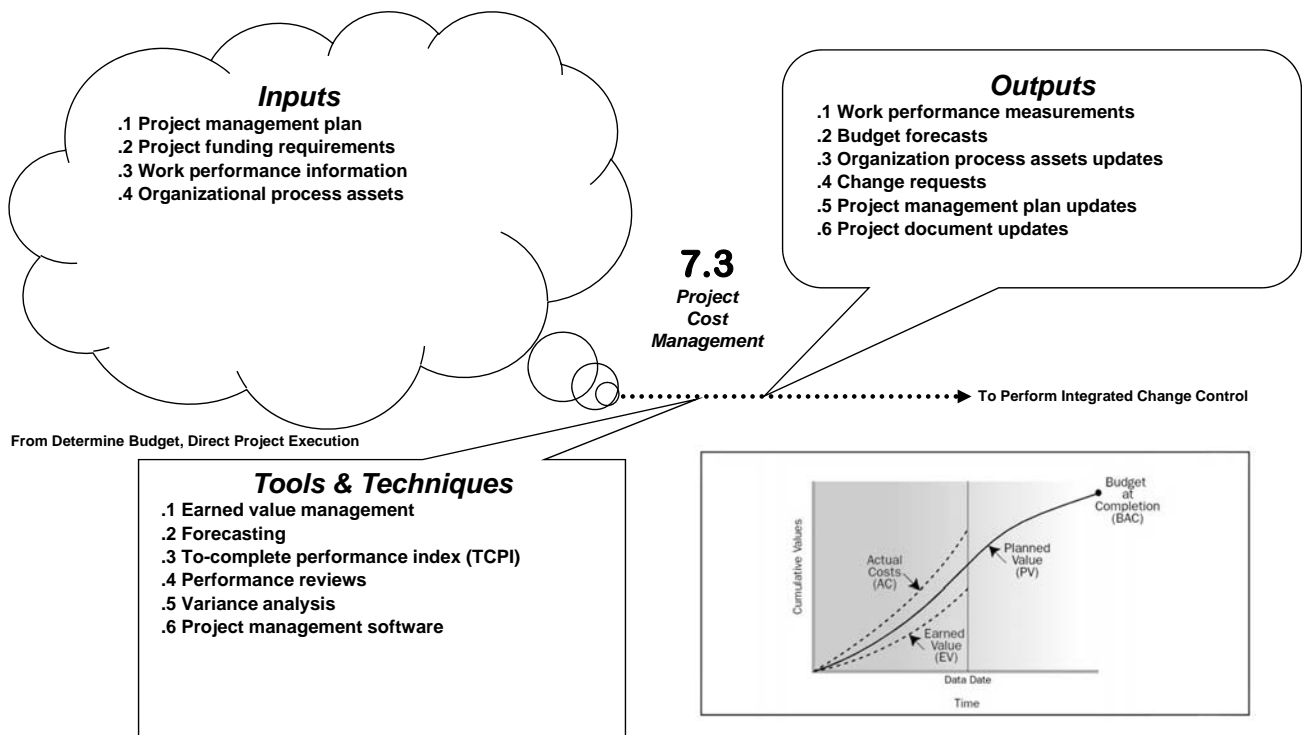 Inputs
.1 Project management plan
.2 Project funding requirements
.3 Work performance information
.4 Organizational process assets
Outputs
.1 Work performance measurements
.2 Budget forecasts
.3 Organization process assets updates
.4 Change requests
.5 Project management plan updates
.6 Project document updates
7.3
Project
Cost
Management
To Perform Integrated Change Control
From Determine Budget, Direct Project Execution
Tools & Techniques
.1 Earned value management
.2 Forecasting
.3 To-complete performance index (TCPI)
.4 Performance reviews
.5 Variance analysis
.6 Project management software
Budget
at
Completion
(BAC)
Planned
Value
(PV)
Actual
Costs
(AC)
Earned
Value
(EV)
Cumulative Values
Data Date
Time